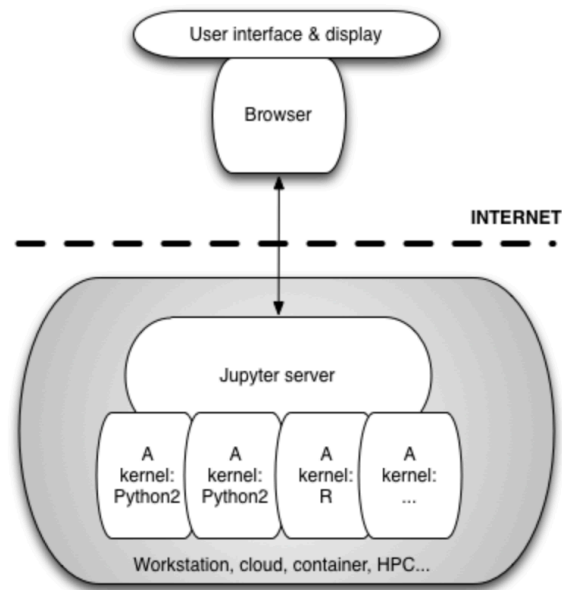 User interface & display
Browser
INTERNET
Jupyter server
A
kernel:
Python2
A
kernel:
Python2
A
kernel:
R
A
kernel:
...
Workstation, cloud, container, HPC...